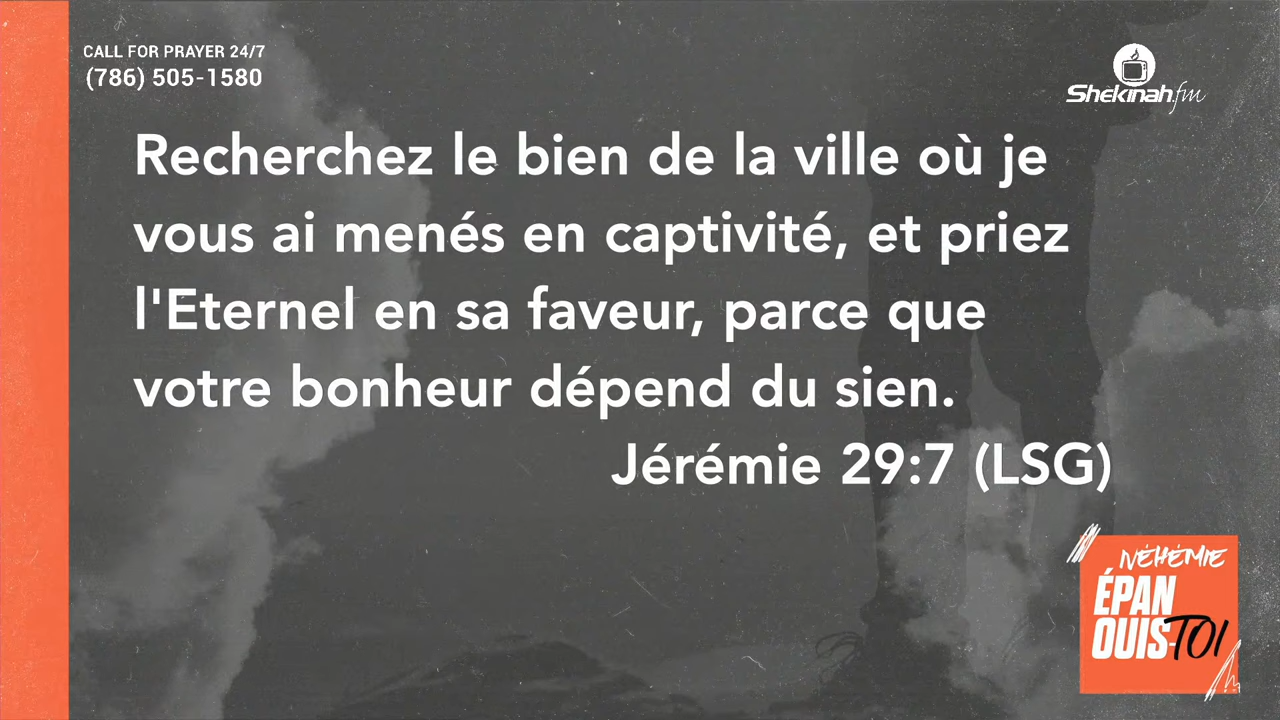 CALL FOR PRAYER 24/7
(786) 505-1580
Shekinah.fm
Recherchez le bien de la ville où je
vous ai menés en captivité, et priez
l'Eternel en sa faveur, parce que
votre bonheur dépend du sien.
Jérémie 29:7 (LSG)
NÉHÉMIE
ÉPAN
OUIS-TOI